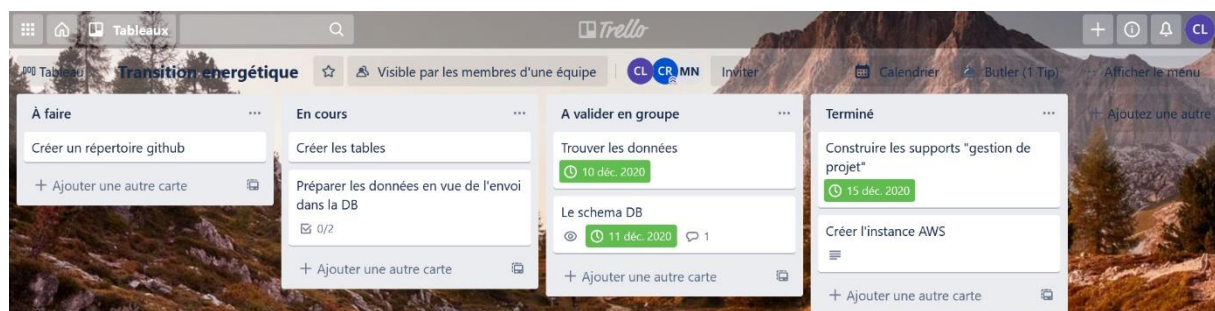 Tableaux
Trello
CL
Tableau
Transition energétique
Visible par les membres d'une équipe
CL CR MN
Inviter
Calendrier
Butler (1 Tip)
Afficher le menu
À faire
Créer un répertoire github
+ Ajouter une autre carte
En cours
Créer les tables
Préparer les données en vue de l'envoi
dans la DB
0/2
+ Ajouter une autre carte
A valider en groupe
Trouver les données
10 déc. 2020
Le schema DB
11 déc. 2020 1
+ Ajouter une autre carte
Terminé
Construire les supports "gestion de
projet"
15 déc. 2020
Créer l'instance AWS
+ Ajouter une autre carte
+ Ajoutez une autre